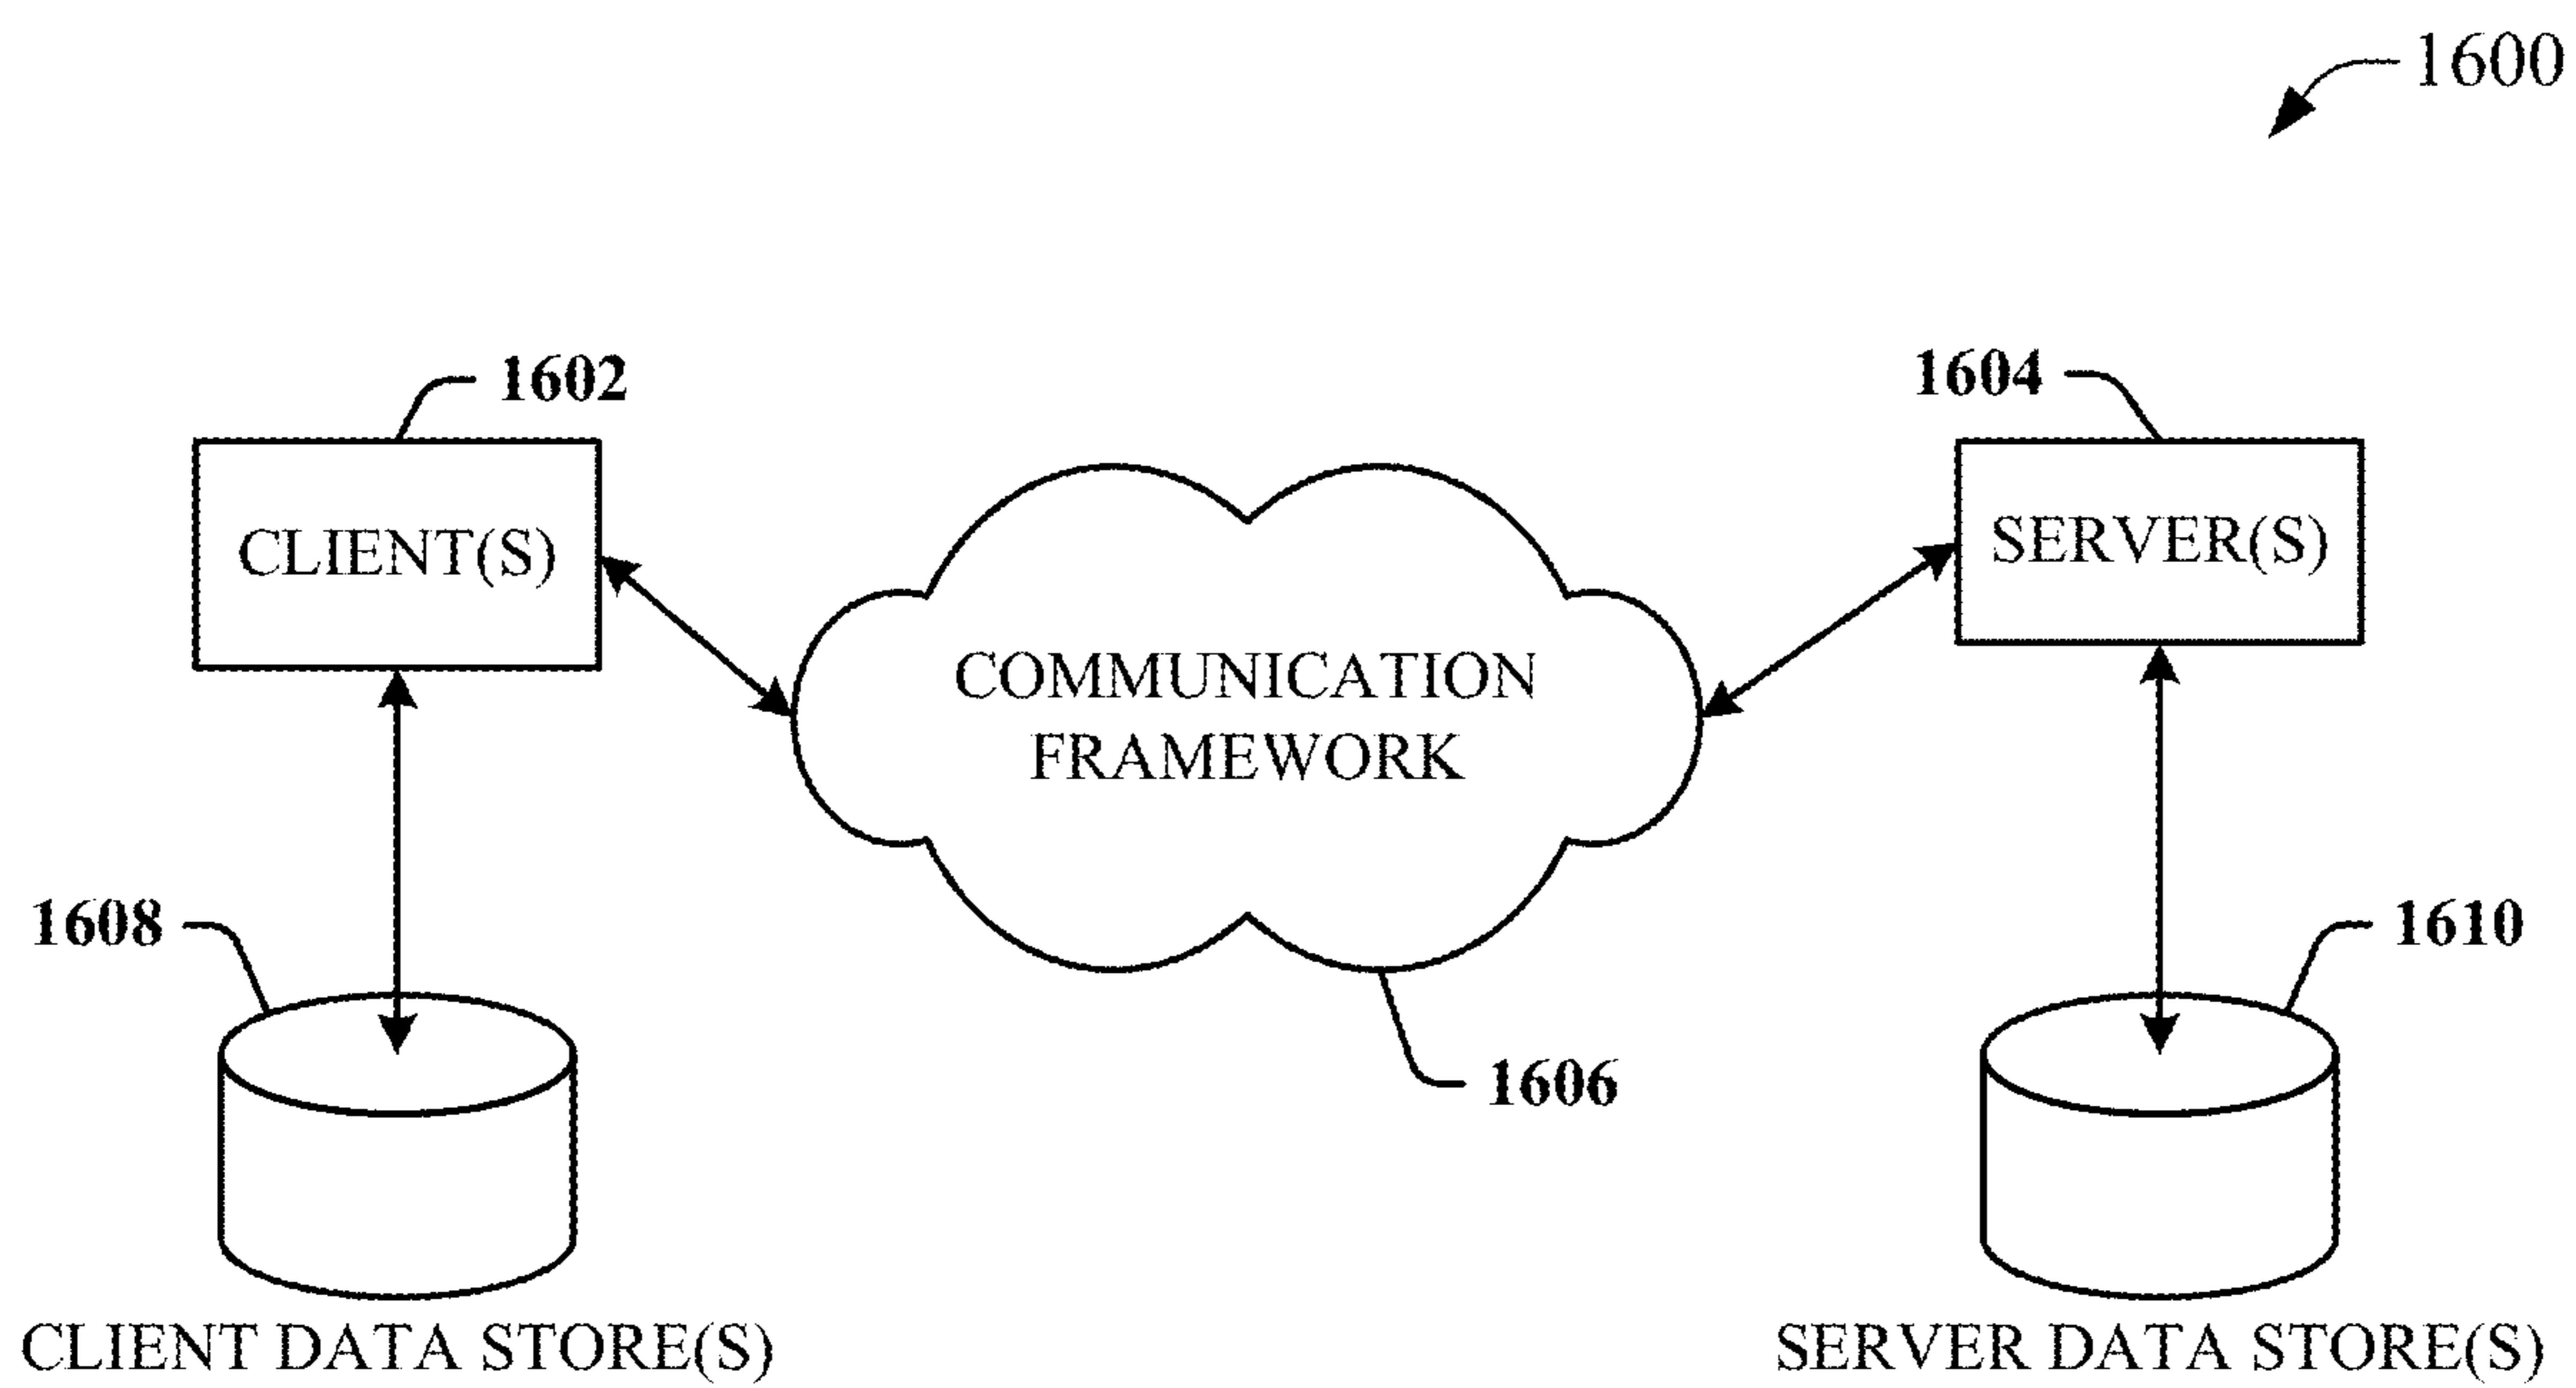 1600
1602
1604
CLIENT(S)
SERVER(S)
COMMUNICATION
FRAMEWORK
1608
1610
1606
CLIENT DATA STORE(S)
SERVER DATA STORE(S)